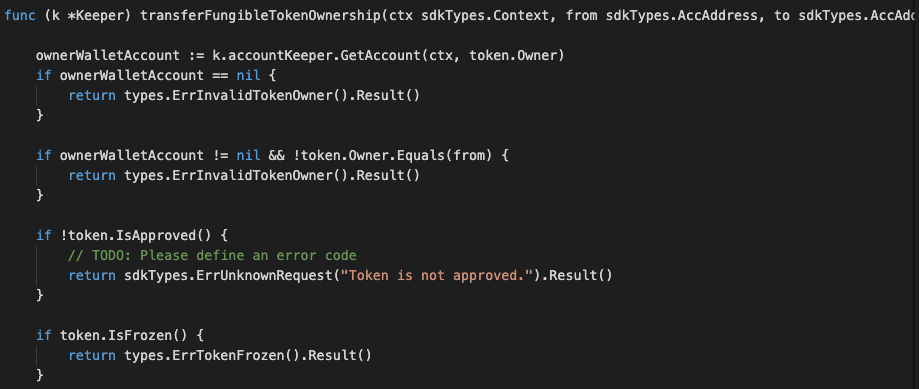 func (k *Keeper) transferFungibleTokenOwnership(ctx sdkTypes.Context, from sdkTypes.AccAddress, to
ownerWalletAccount := k.accountKeeper.GetAccount(ctx, token.Owner)
if ownerWalletAccount == nil {
return types.ErrInvalidTokenOwner().Result()
}
if ownerWalletAccount != nil && !token.Owner.Equals(from) {
return types.ErrInvalidTokenOwner().Result()
}
if !token.IsApproved() {
// TODO: Please define an error code
return sdkTypes.ErrUnknownRequest("Token is not approved.").Result()
}
if token.IsFrozen() {
return types.ErrTokenFrozen().Result()
}